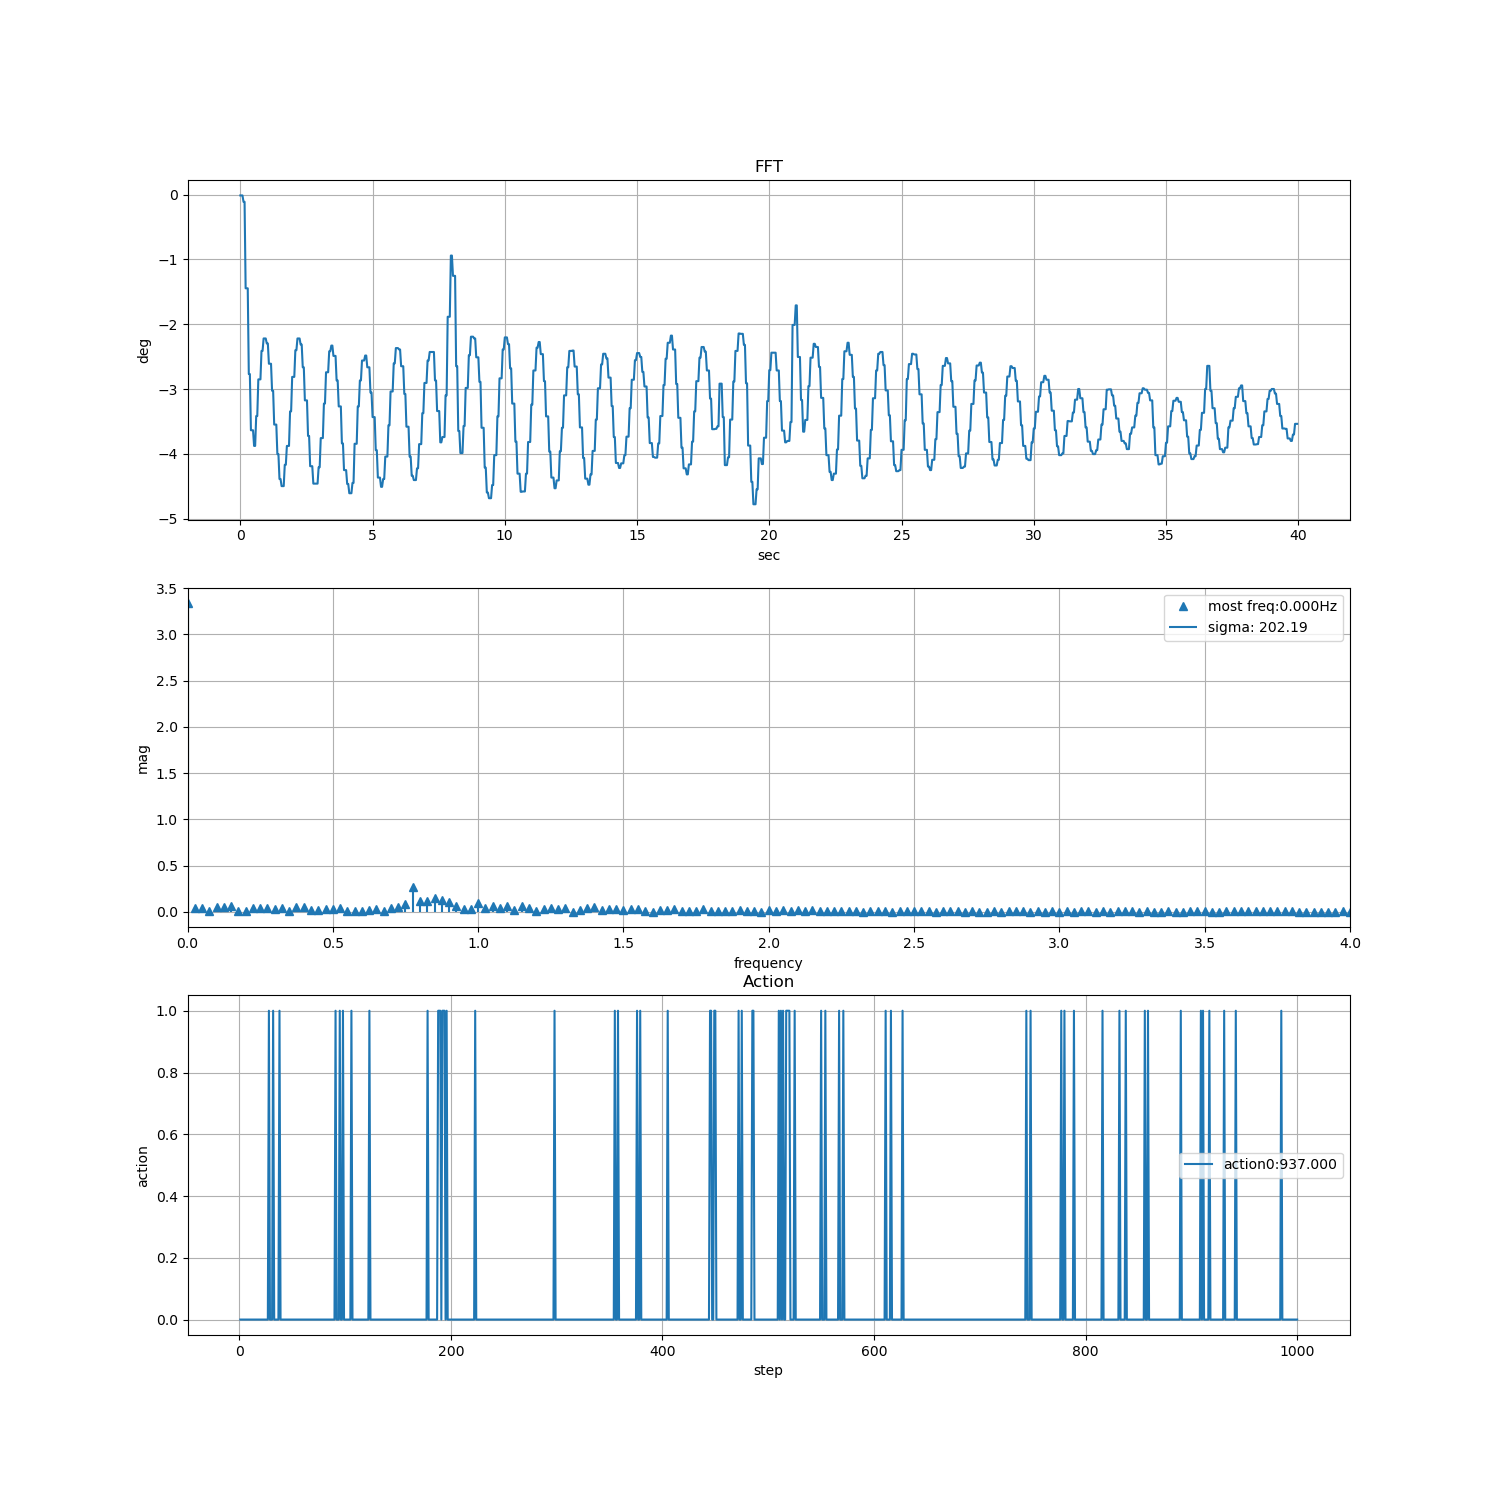 FFT
0
−1
−2
−3
−4
−5
deg
0 5 10 15 20 25 30 35 40
sec
3.5
3.0
2.5
2.0
1.5
1.0
0.5
0.0
mag
most freq:0.000Hz
sigma: 202.19
0.0 0.5 1.0 1.5 2.0 2.5 3.0 3.5 4.0
frequency
Action
1.0
0.8
0.6
0.4
0.2
0.0
action
action0:937.000
0 200 400 600 800 1000
step